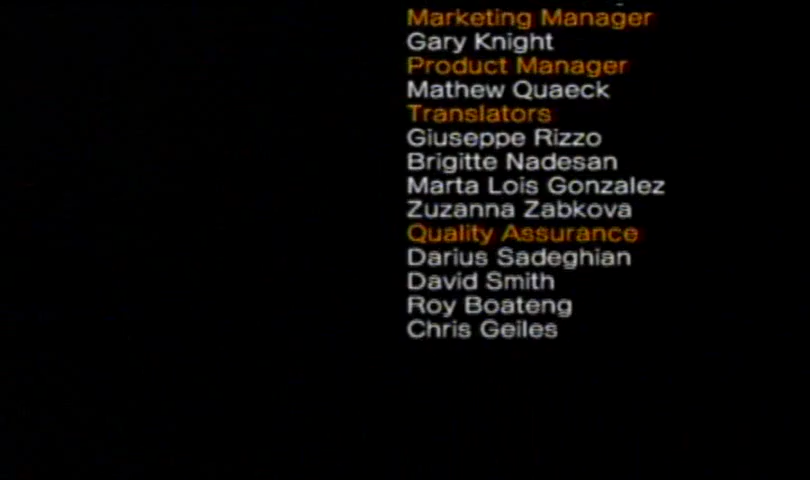 Marketing Manager
Gary Knight
Product Manager
Mathew Quaeck
Translators
Giuseppe Rizzo
Brigitte Nadesan
Marta Lois Gonzalez
Zuzanna Zabkova
Quality Assurance
Darius Sadeghian
David Smith
Roy Boateng
Chris Geiles